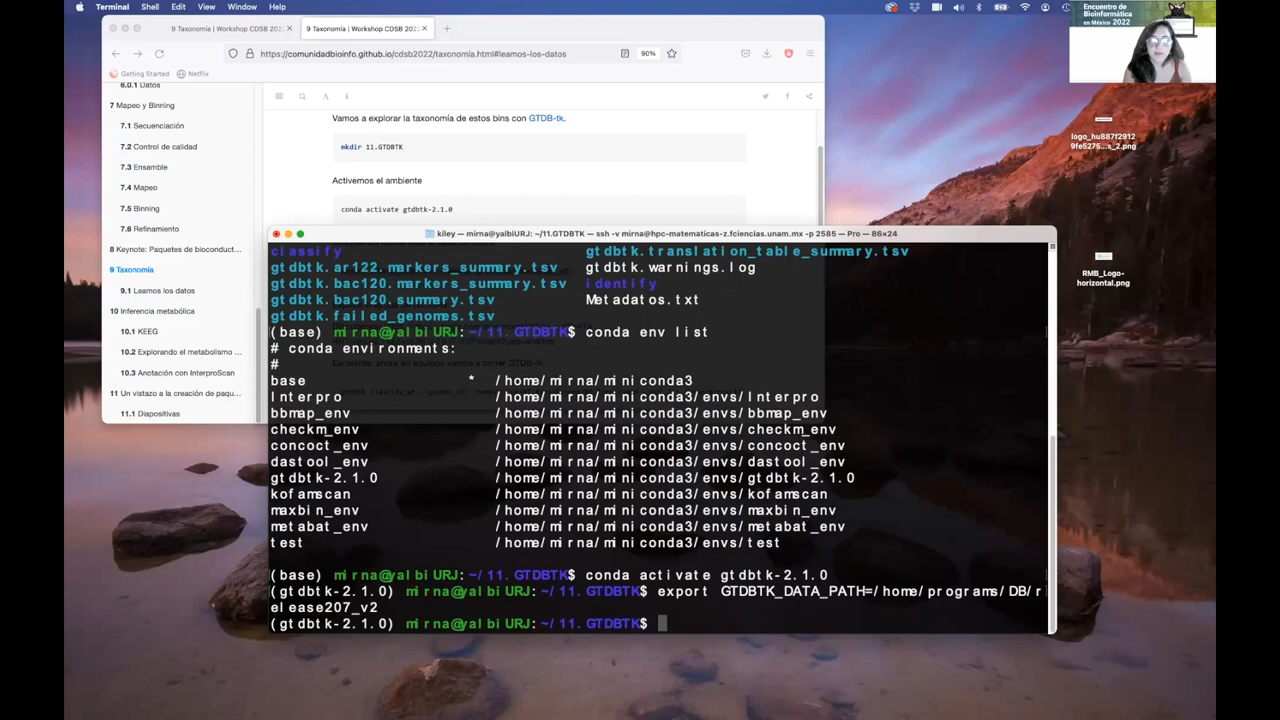 Terminal Shell Edit View Window Help
9 Taxonomía | Workshop CDSB 202
9 Taxonomía | Workshop CDSB 202
https://comunidadbioinfo.github.io/cdsb2022/taxonomía.html#leamos-los-datos
90%
Getting Started Netflix
6.0.1 Datos
7 Mapeo y Binning
7.1 Secuenciación
7.2 Control de calidad
7.3 Ensamble
7.4 Mapeo
7.5 Binning
7.6 Refinamiento
8 Keynote: Paquetes de bioconduct...
9 Taxonomía
9.1 Leamos los datos
10 Inferencia metabólica
10.1 KEEG
10.2 Explorando el metabolismo ...
10.3 Anotación con InterproScan
11 Un vistazo a la creación de paqu...
11.1 Diapositivas
Vamos a explorar la taxonomía de estos bins con GTDB-tk.
mkdir 11.GTDBTK
Activemos el ambiente
conda activate gtdbtk-2.1.0
kiley — mirna@yalbiURJ: ~/11.GTDBTK — ssh -v mirna@hpc-matematicas-z.fciencias.unam.mx -p 2585 — Pro — 86×24
classify gtdbtk.translation_table_summary.tsv
gtdbtk.ar122.markers_summary.tsv gtdbtk.warnings.log
gtdbtk.bac120.markers_summary.tsv identify
gtdbtk.bac120.summary.tsv Metadatos.txt
gtdbtk.failed_genomes.tsv
(base) mirna@yalbiURJ:~/11.GTDBTK$ conda env list
# conda environments:
#
base * /home/mirna/miniconda3
Interpro /home/mirna/miniconda3/envs/Interpro
bbmap_env /home/mirna/miniconda3/envs/bbmap_env
checkm_env /home/mirna/miniconda3/envs/checkm_env
concoct_env /home/mirna/miniconda3/envs/concoct_env
dastool_env /home/mirna/miniconda3/envs/dastool_env
gtdbtk-2.1.0 /home/mirna/miniconda3/envs/gtdbtk-2.1.0
kofamscan /home/mirna/miniconda3/envs/kofamscan
maxbin_env /home/mirna/miniconda3/envs/maxbin_env
metabat_env /home/mirna/miniconda3/envs/metabat_env
test /home/mirna/miniconda3/envs/test
(base) mirna@yalbiURJ:~/11.GTDBTK$ conda activate gtdbtk-2.1.0
(gtdbtk-2.1.0) mirna@yalbiURJ:~/11.GTDBTK$ export GTDBTK_DATA_PATH=/home/programs/DB/r
elease207_v2
(gtdbtk-2.1.0) mirna@yalbiURJ:~/11.GTDBTK$
Encuentro de
Bioinformática
en México 2022
logo_hu887f2912
9fe5275...s_2.png
RMB_Logo-
horizontal.png